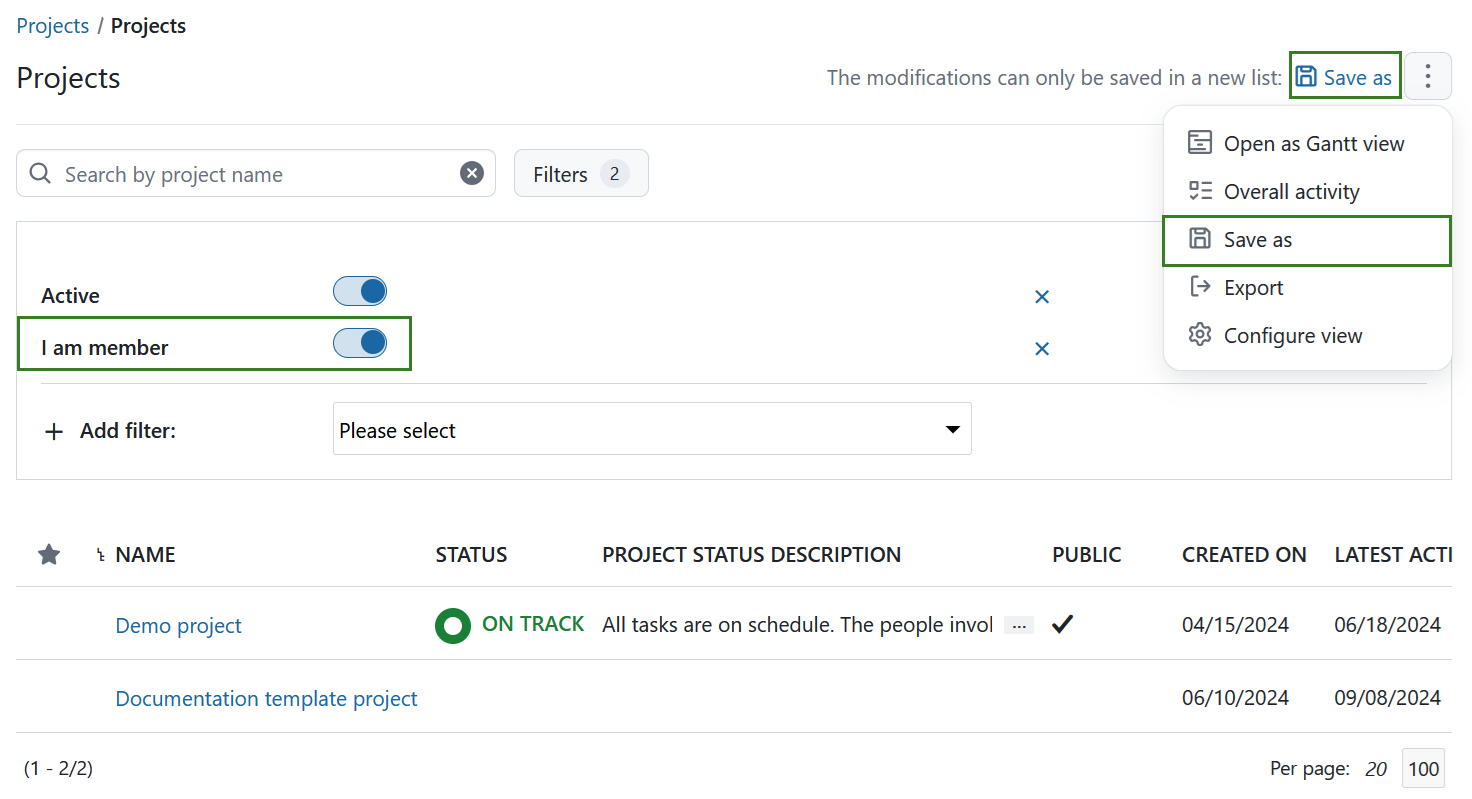 Projects / Projects
Projects
The modifications can only be saved in a new list: Save as
Open as Gantt view
Overall activity
Save as
Export
Configure view
Search by project name
Filters 2
Active
I am member
Add filter: Please select
NAME STATUS PROJECT STATUS DESCRIPTION PUBLIC CREATED ON LATEST ACTI
Demo project ON TRACK All tasks are on schedule. The people invol ... 04/15/2024 06/18/2024
Documentation template project 06/10/2024 09/08/2024
(1 - 2/2) Per page: 20 100